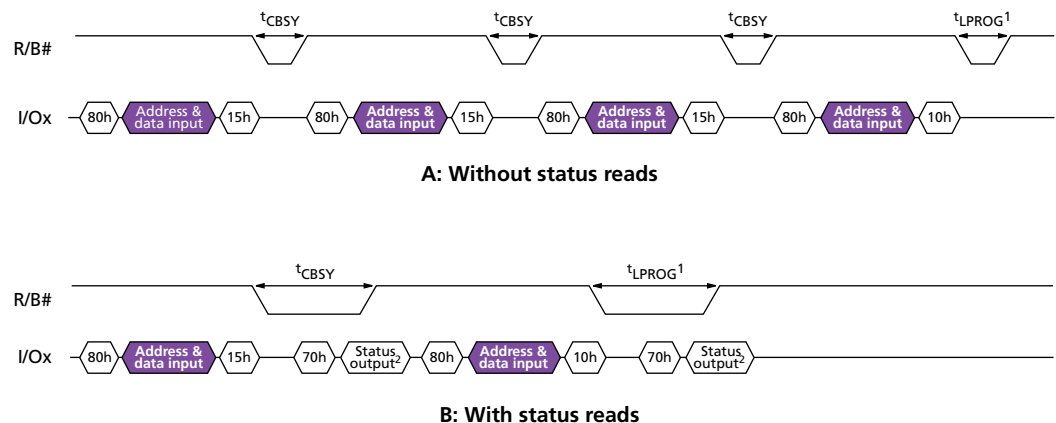 tCBSY tCBSY tCBSY tLPROG1
R/B#
I/Ox 80h Address & data input 15h 80h Address & data input 15h 80h Address & data input 15h 80h Address & data input 10h
A: Without status reads
tCBSY tLPROG1
R/B#
I/Ox 80h Address & data input 15h 70h Status output2 80h Address & data input 10h 70h Status output2
B: With status reads